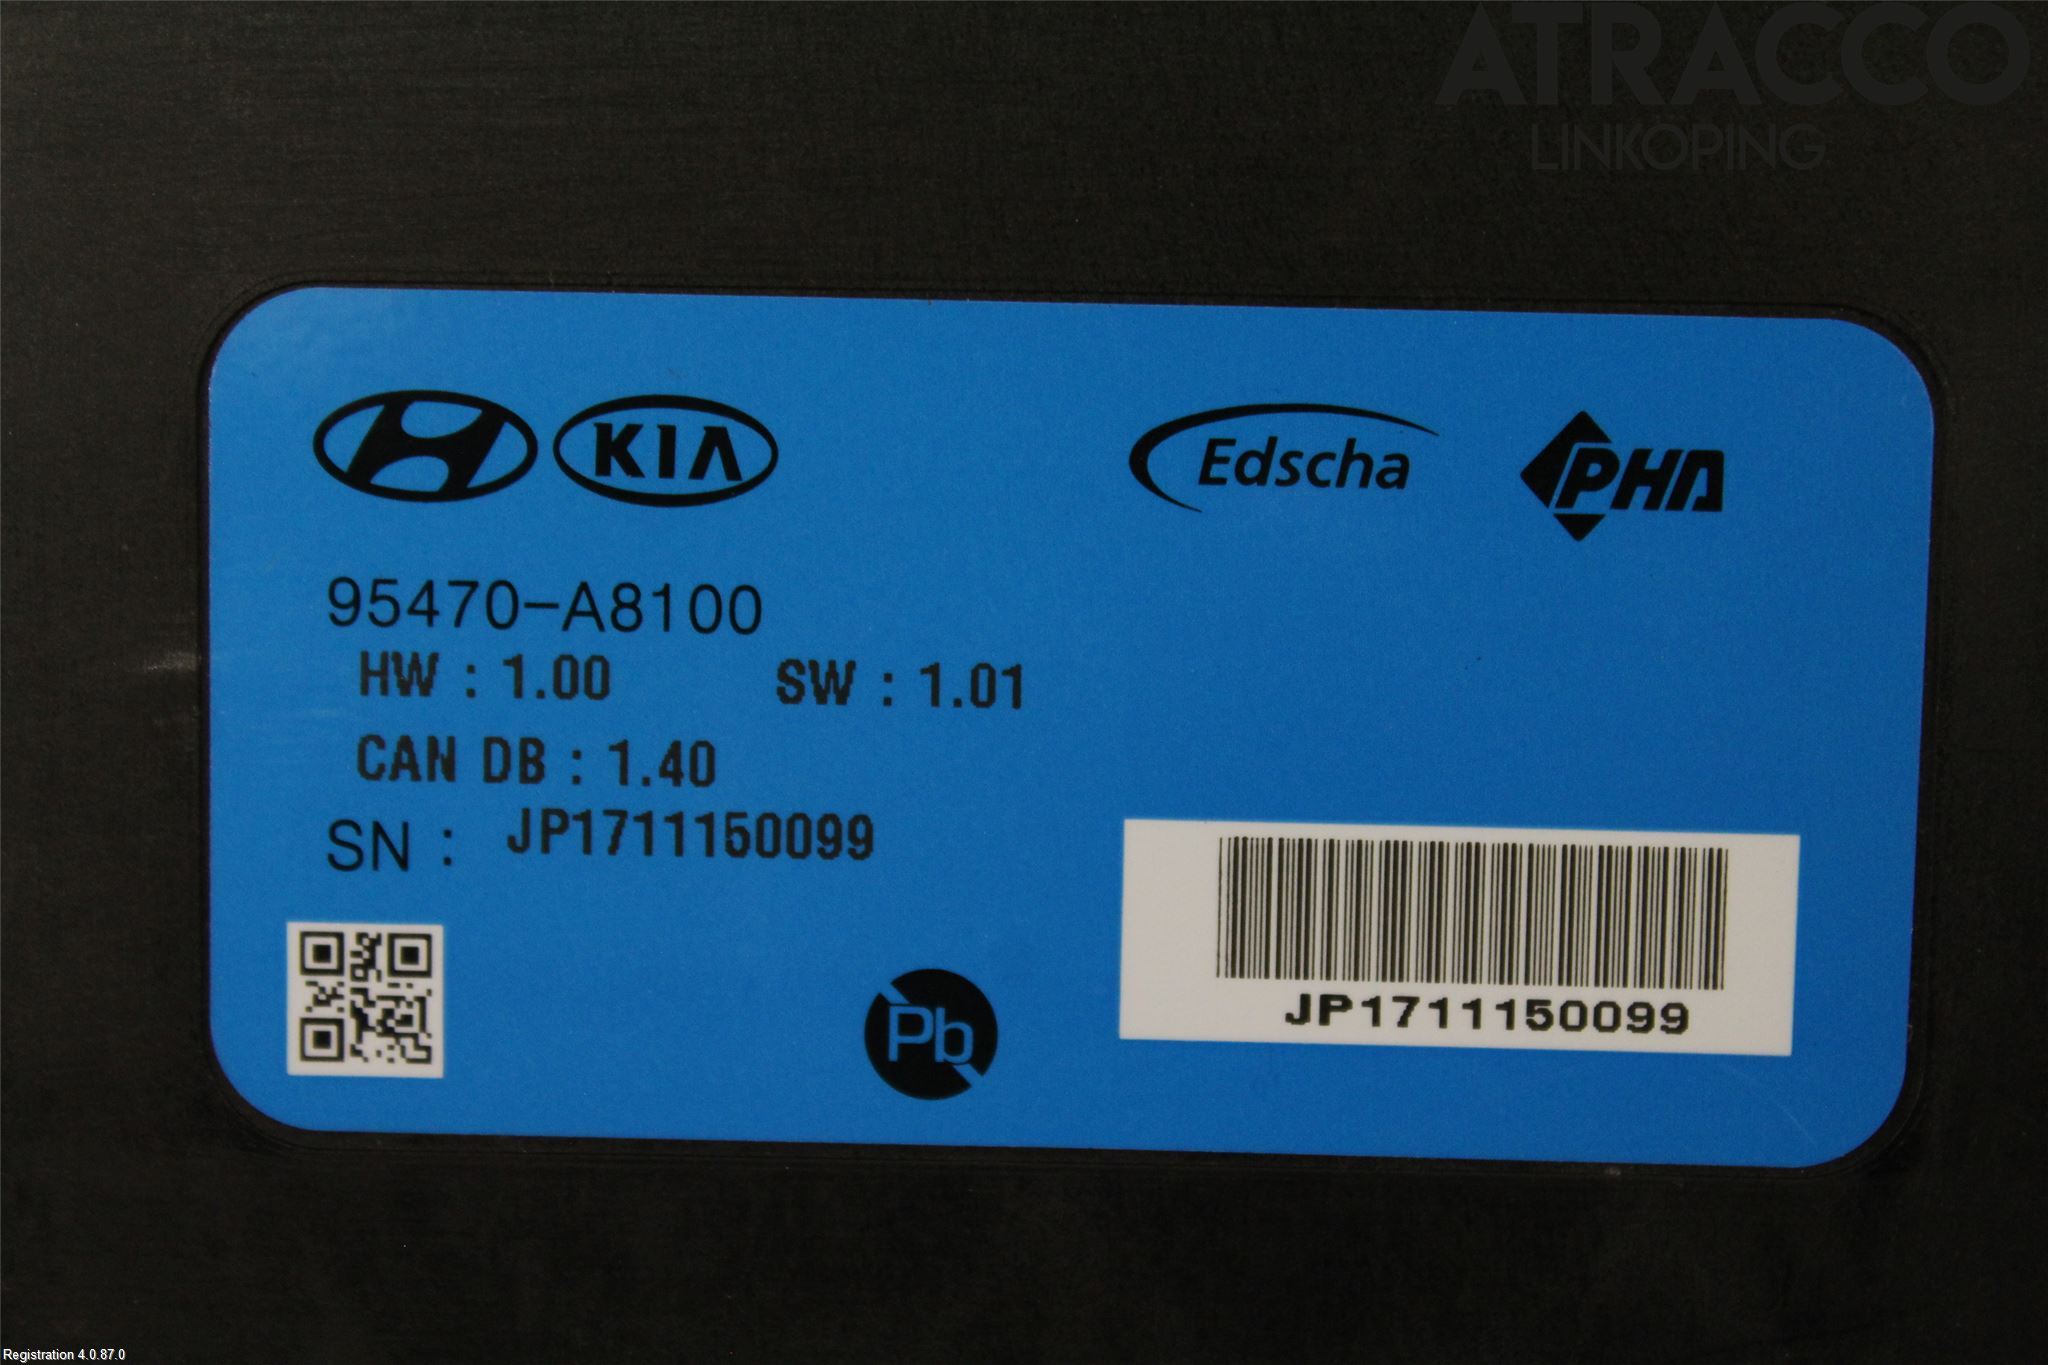 ATRACCO
LINKÖPING
KIA
Edscha
PHA
95470-A8100
HW : 1.00 SW : 1.01
CAN DB : 1.40
SN : JP1711150099
Pb
JP1711150099
Registration 4.0.87.0